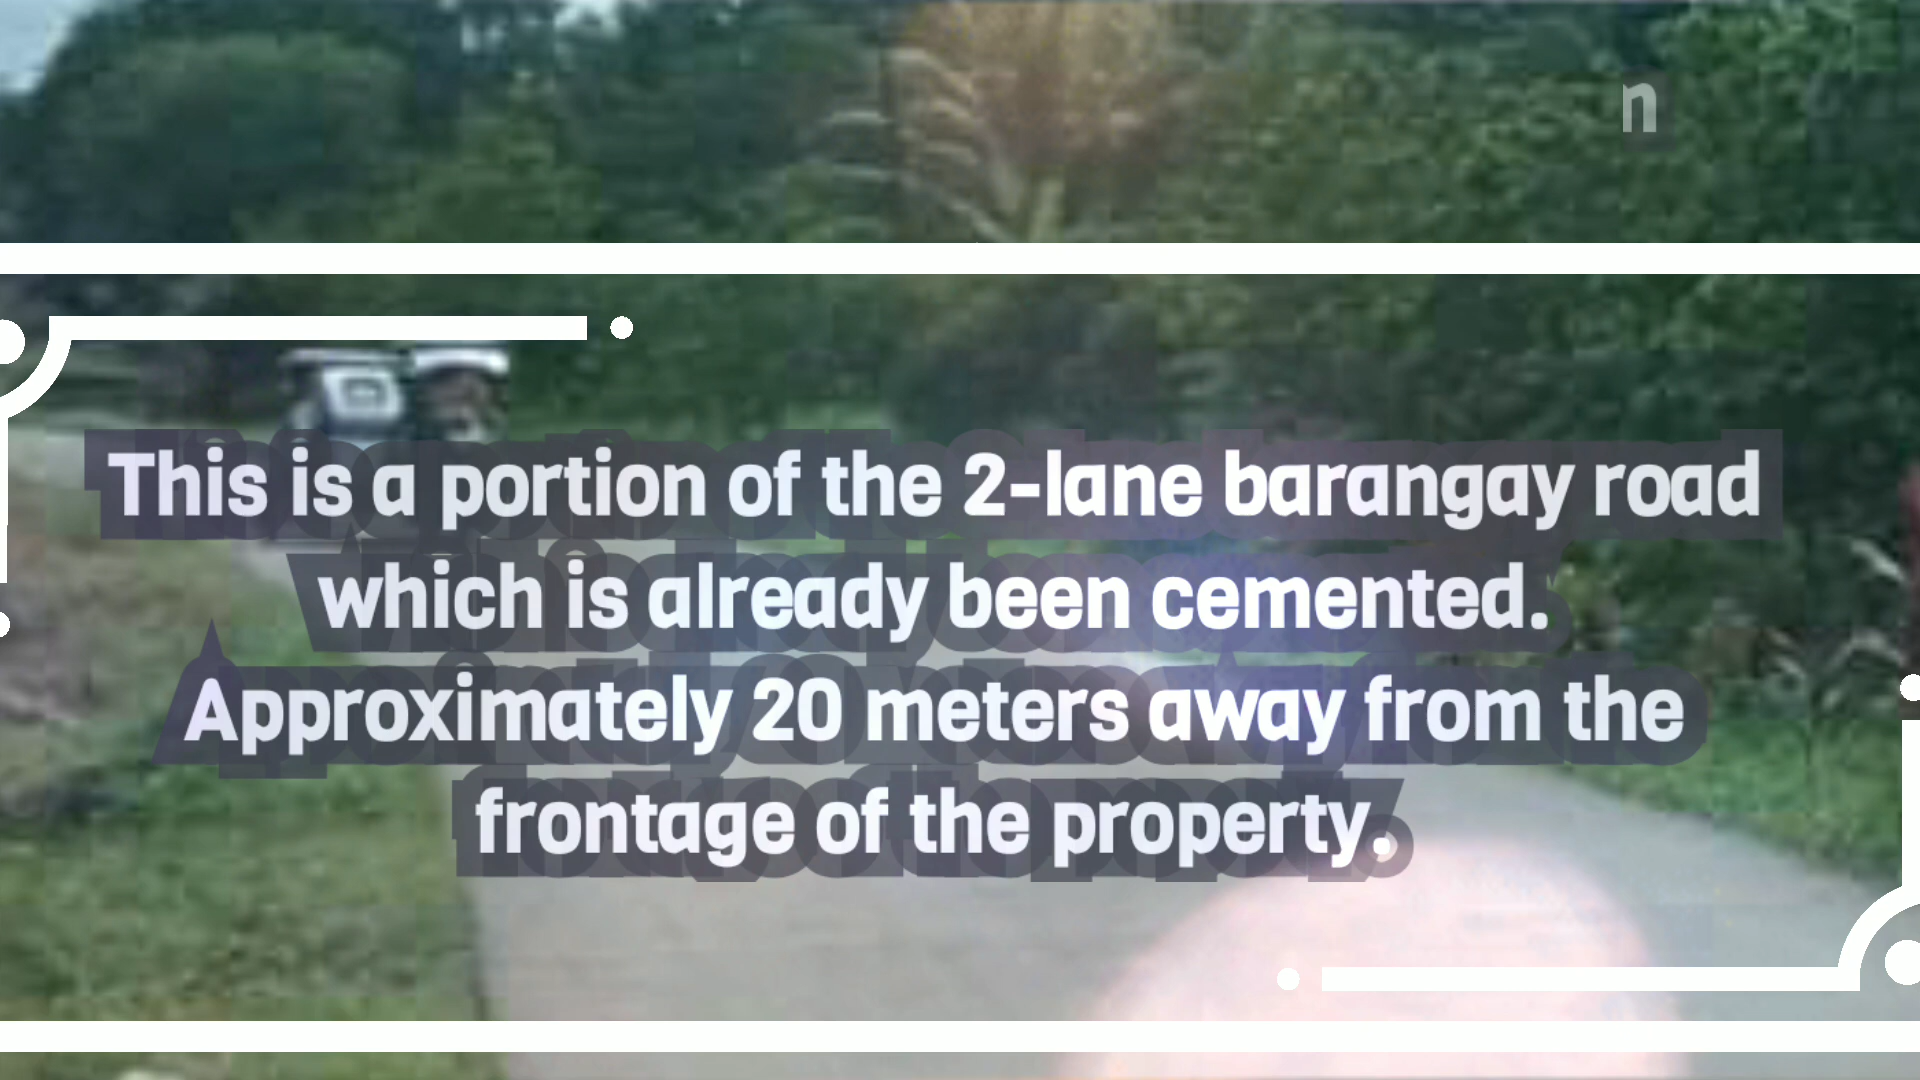 n
This is a portion of the 2-lane barangay road
which is already been cemented.
Approximately 20 meters away from the
frontage of the property.